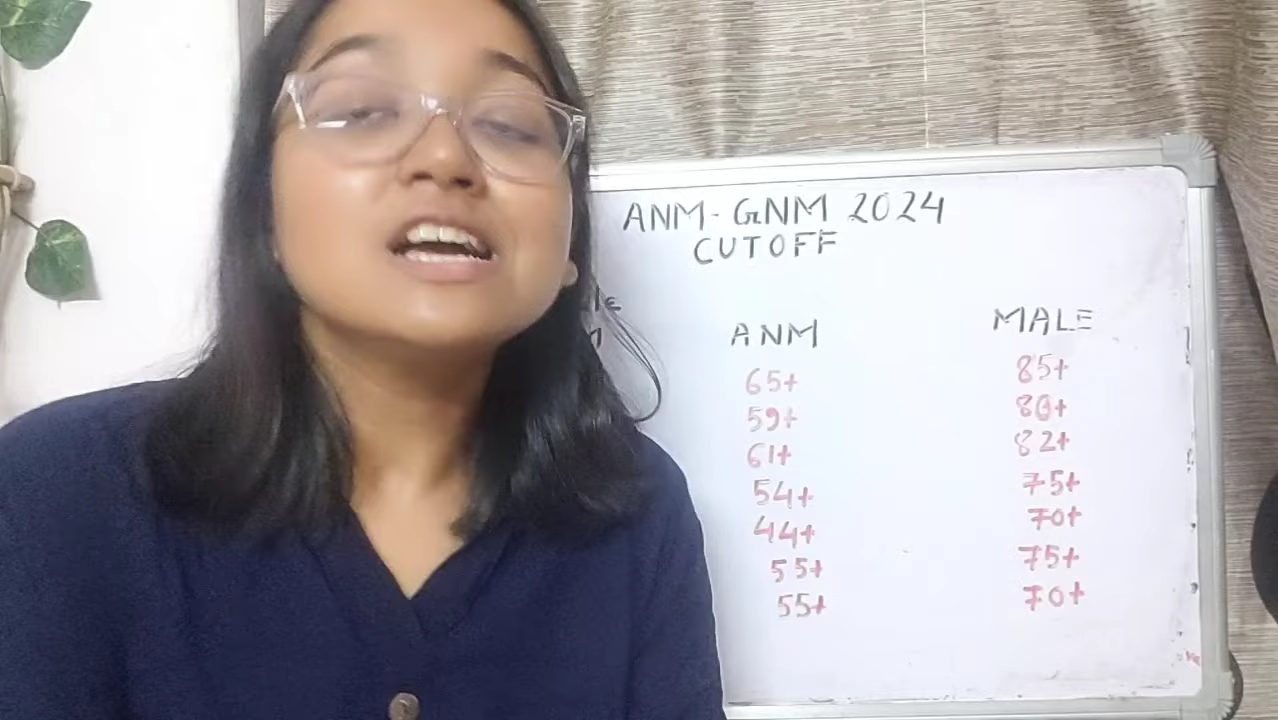 ANM-GNM 2024
CUTOFF
ANM MALE
65+ 85+
59+ 80+
61+ 82+
54+ 75+
44+ 70+
55+ 75+
55+ 70+